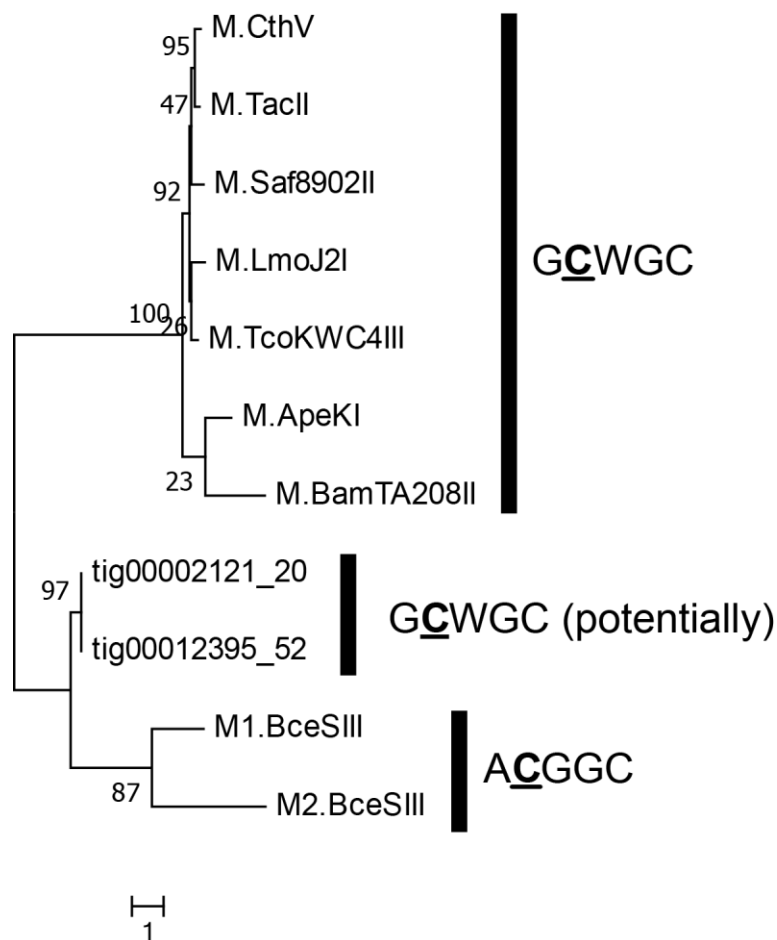 95
M.CthV
47
M.TacII
92
M.Saf8902II
M.LmoJ2I
GCWGC
100
26
M.TcoKWC4III
M.ApeKI
23
M.BamTA208II
97
tig00002121_20
GCWGC (potentially)
tig00012395_52
M1.BceSIII
ACGGC
87
M2.BceSIII
1